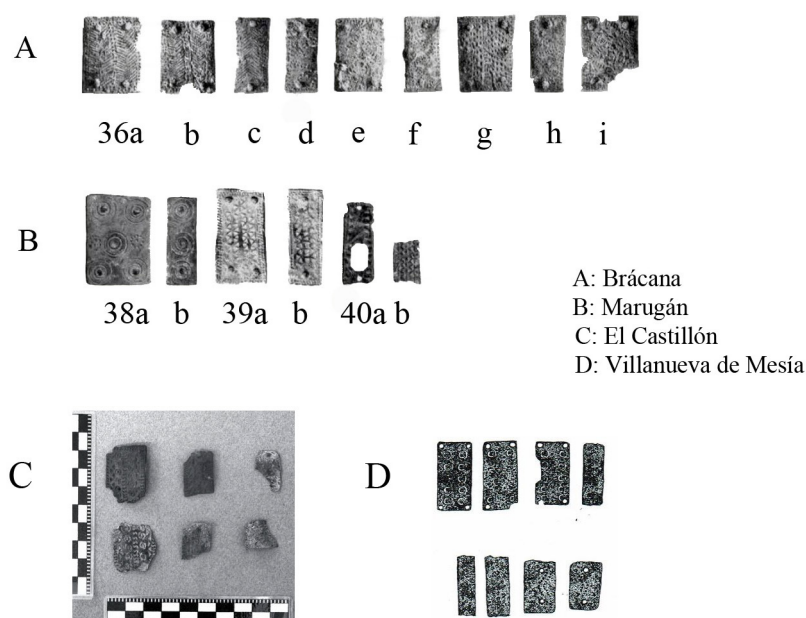 A
36a b c d e f g h i
B
38a b 39a b 40a b
A: Brácana
B: Marugán
C: El Castillón
D: Villanueva de Mesía
C
D